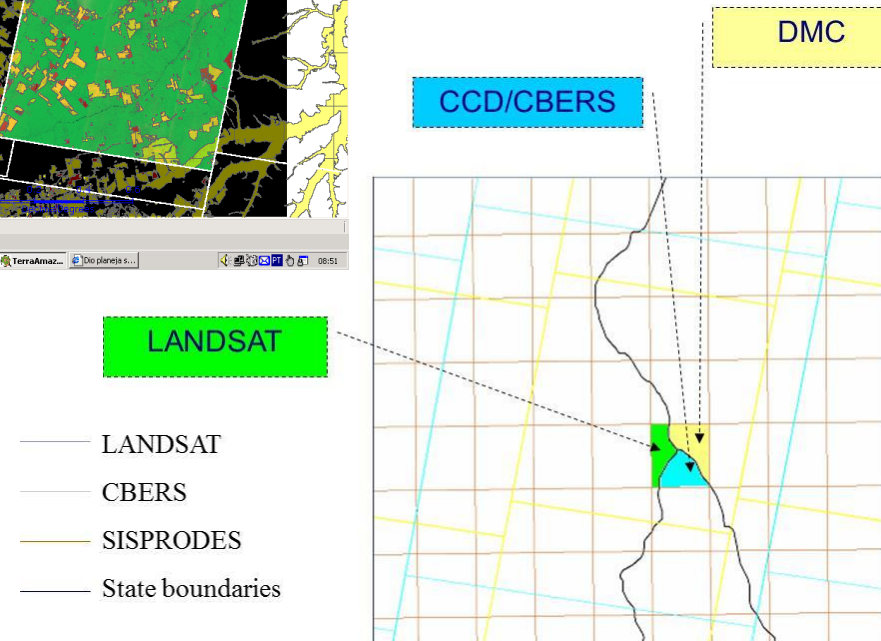 DMC
CCD/CBERS
TerraAmaz...
Dio planeja s...
PT
08:51
LANDSAT
LANDSAT
CBERS
SISPRODES
State boundaries